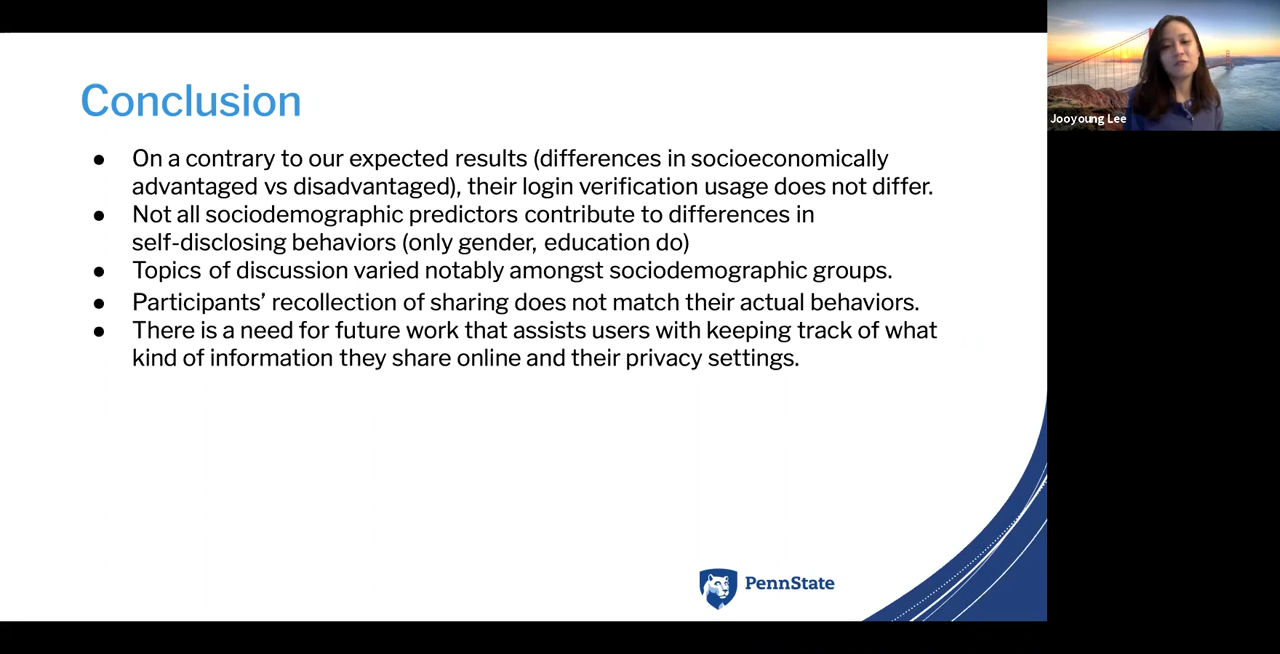 Conclusion
● On a contrary to our expected results (differences in socioeconomically
advantaged vs disadvantaged), their login verification usage does not differ.
● Not all sociodemographic predictors contribute to differences in
self-disclosing behaviors (only gender, education do)
● Topics of discussion varied notably amongst sociodemographic groups.
● Participants’ recollection of sharing does not match their actual behaviors.
● There is a need for future work that assists users with keeping track of what
kind of information they share online and their privacy settings.
PennState
Jooyoung Lee